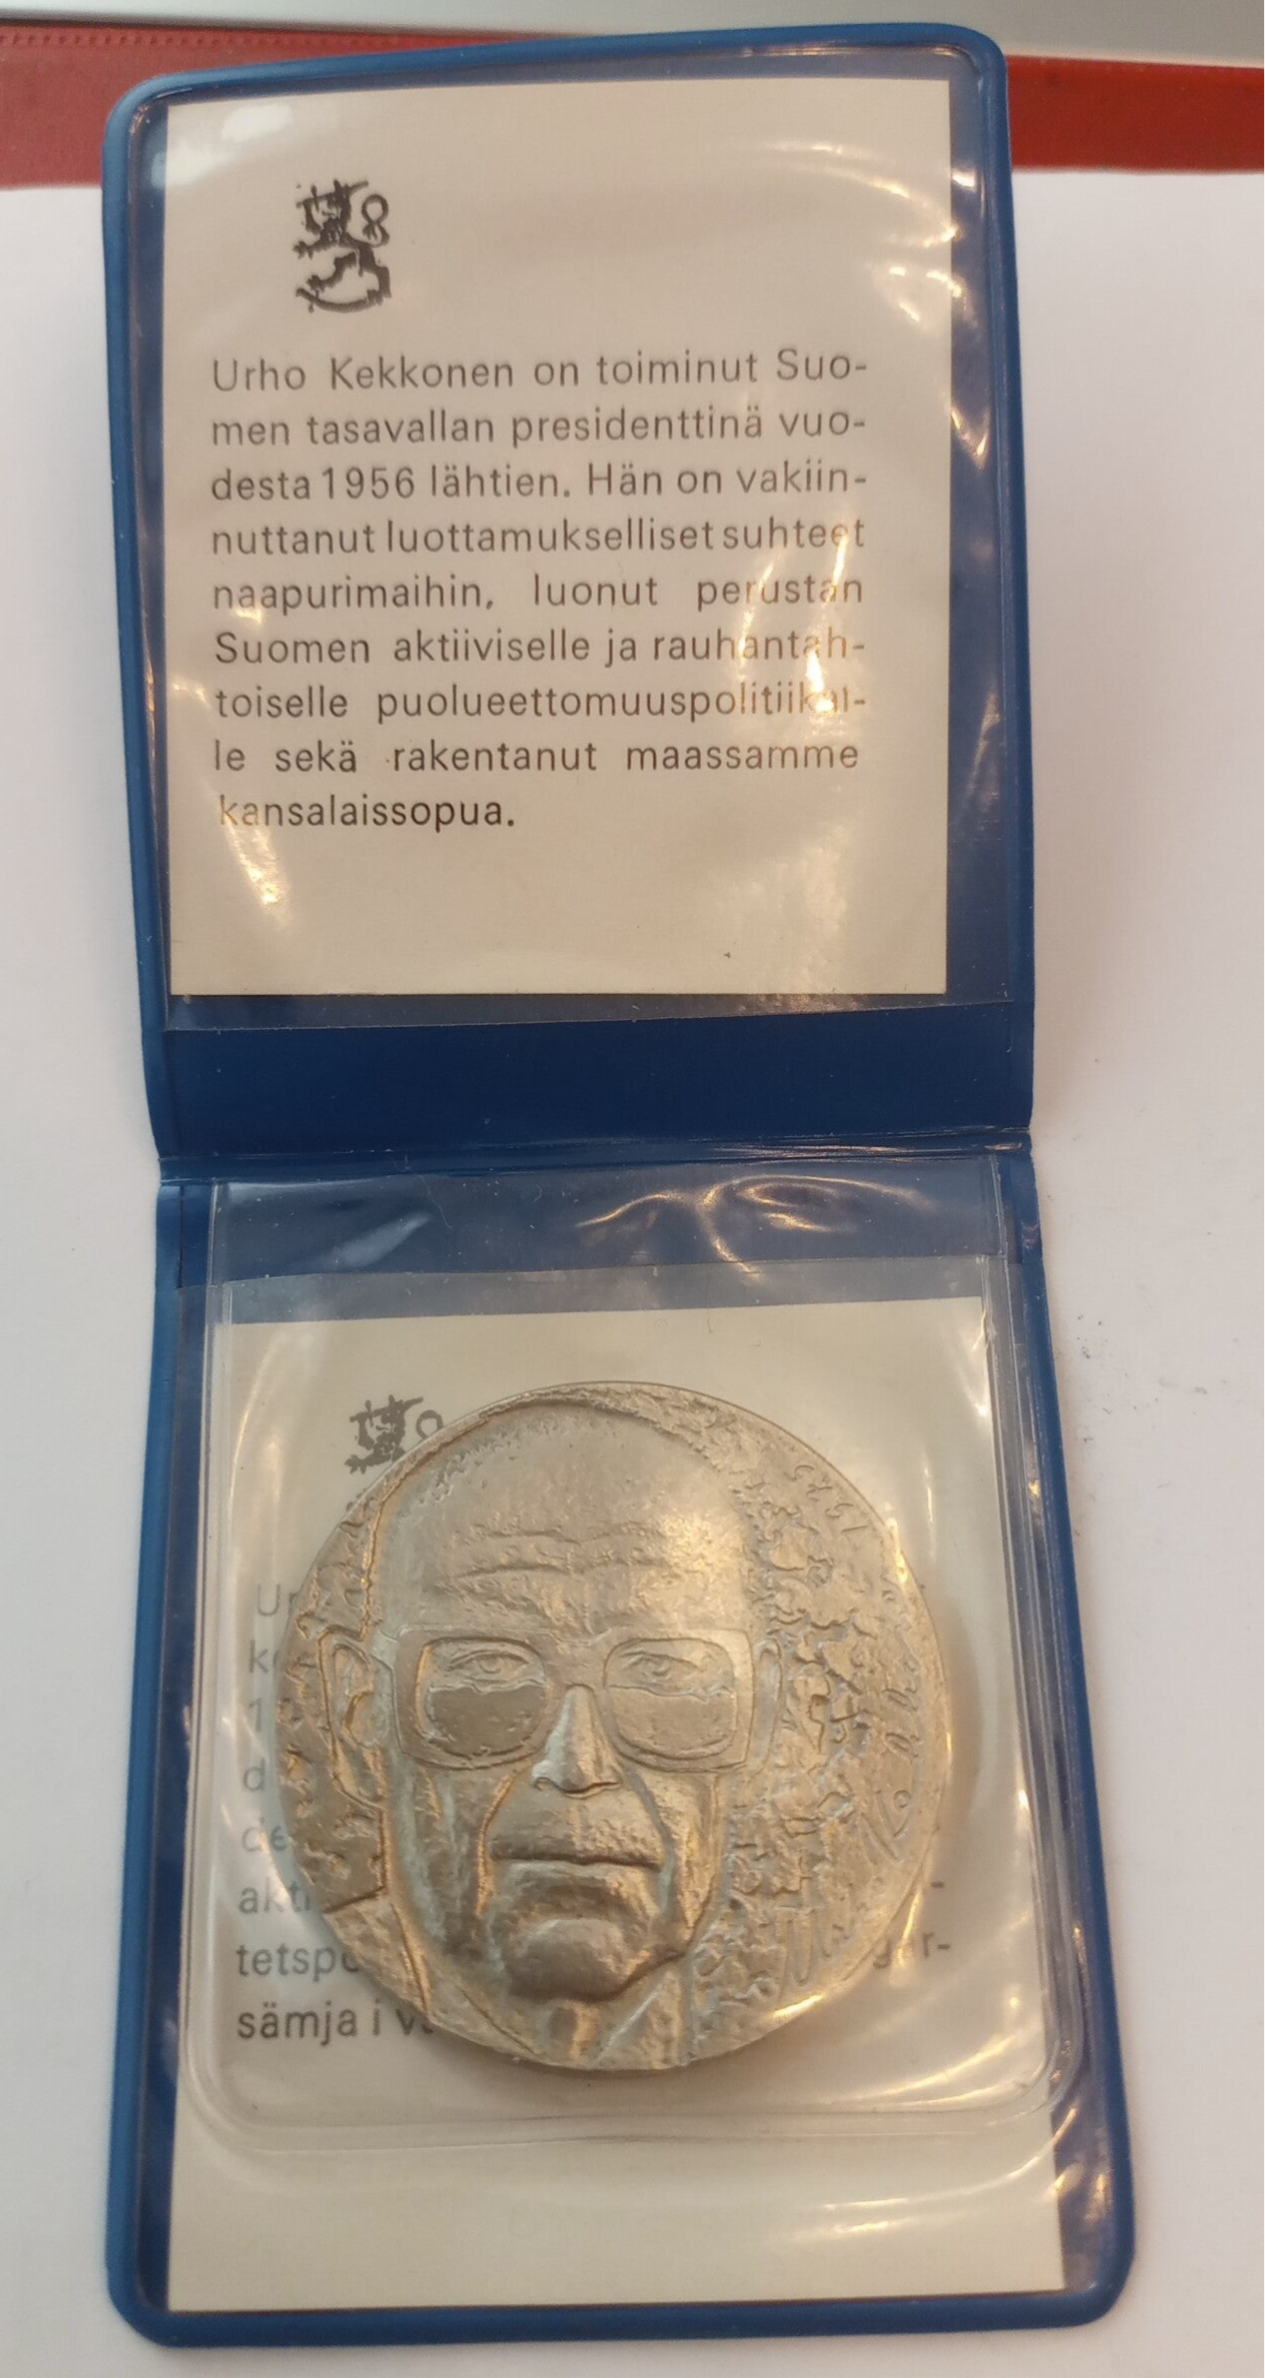 Urho Kekkonen on toiminut Suo-
men tasavallan presidenttinä vuo-
desta 1956 lähtien. Hän on vakiin-
nuttanut luottamukselliset suhteet
naapurimaihin, luonut perustan
Suomen aktiiviselle ja rauhantah-
toiselle puolueettomuuspolitiikal-
le sekä rakentanut maassamme
kansalaissopua.
1975
sämja i